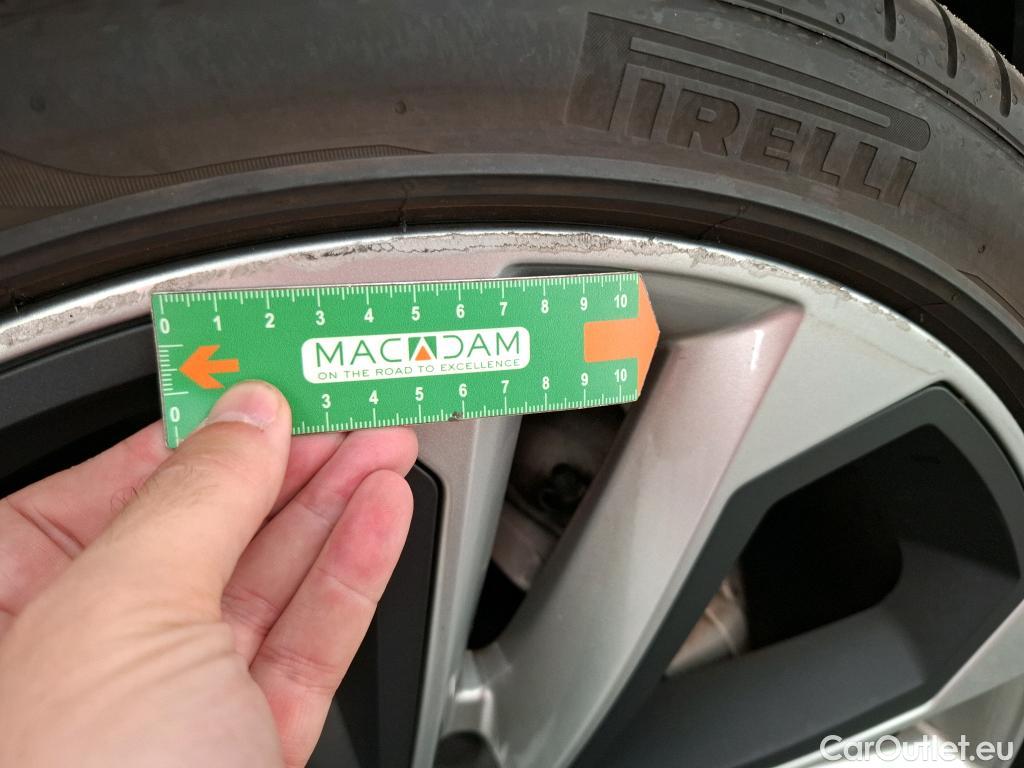 PIRELLI
0 1 2 3 4 5 6 7 8 9 10
MACADAM
ON THE ROAD TO EXCELLENCE
0 3 4 5 6 7 8 9 10
CarOutlet.eu